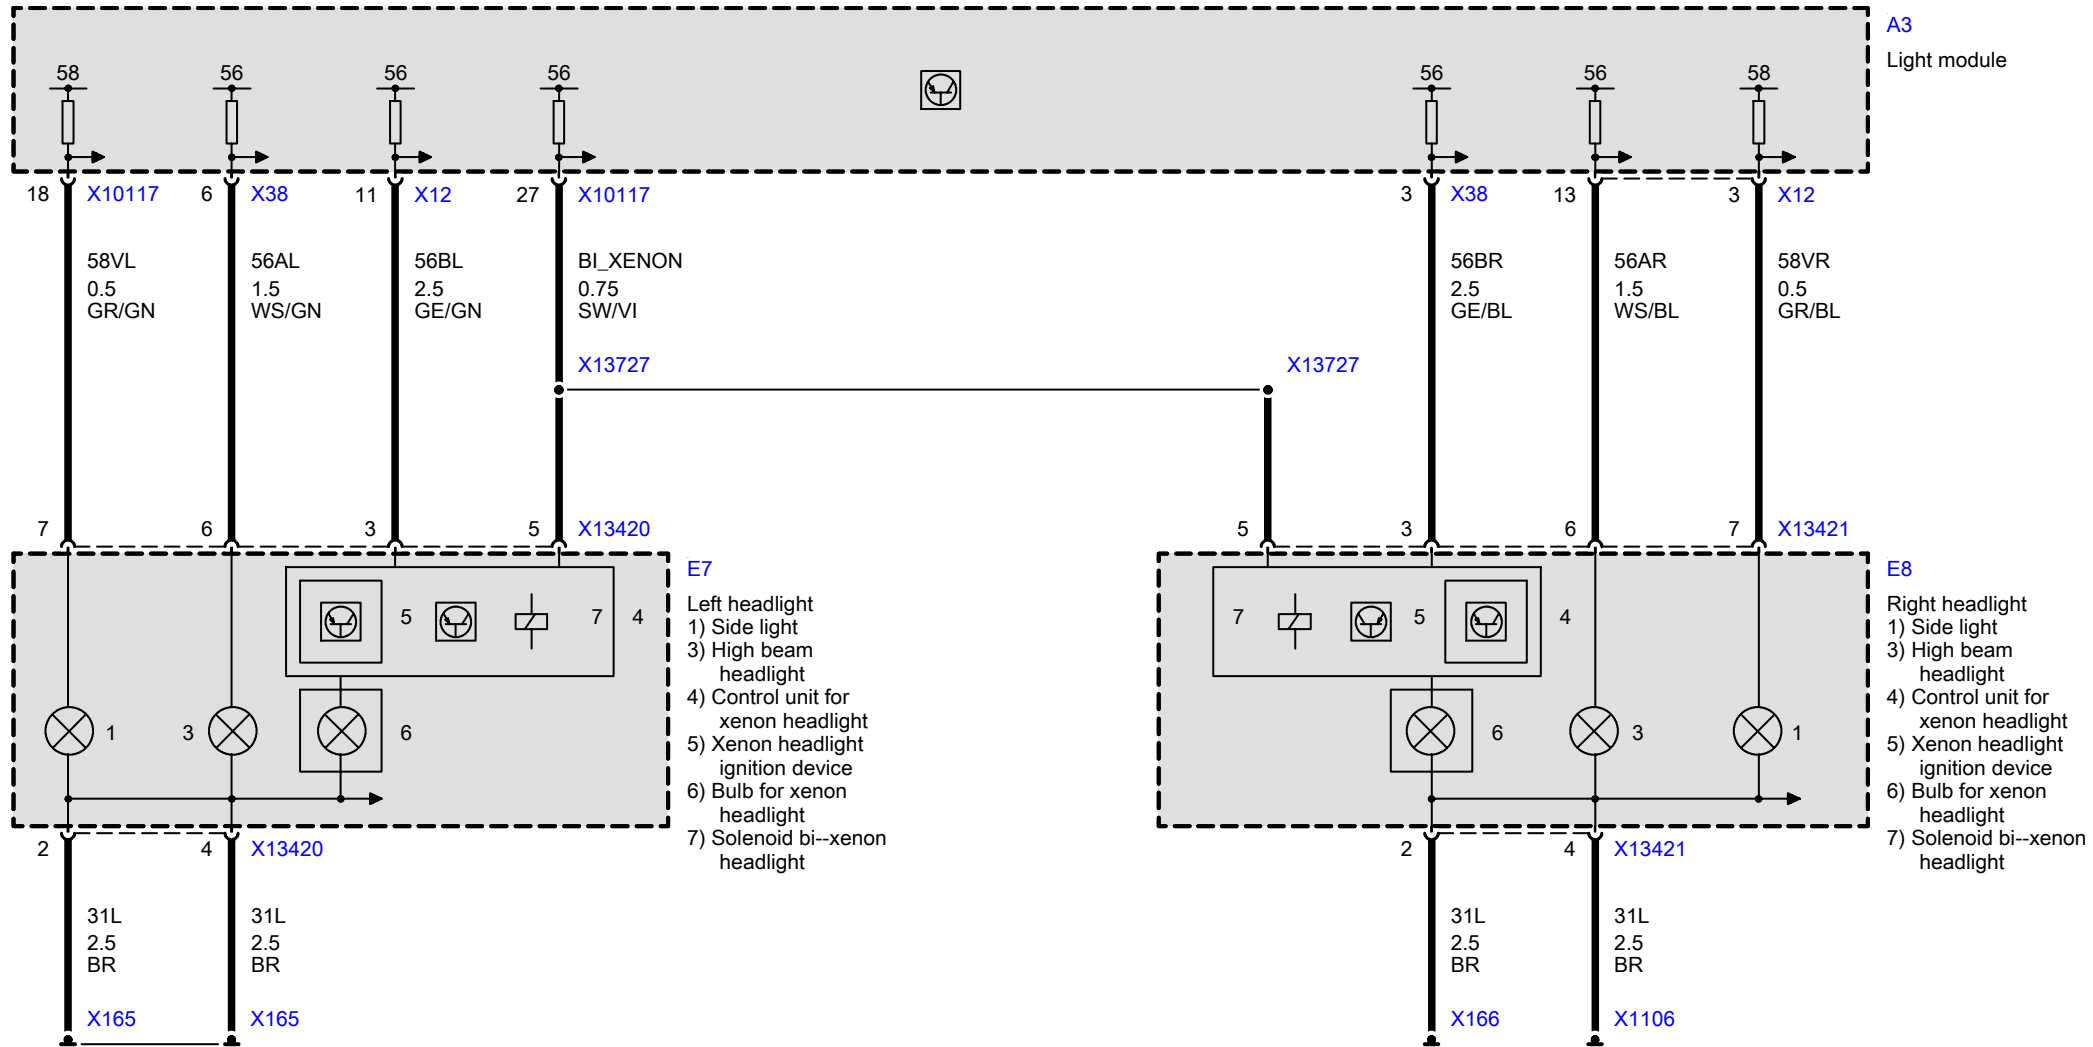 A3
Light module
58
56
56
56
56
56
58
18 X10117
6 X38
11 X12
27 X10117
3 X38
13
3 X12
58VL
0.5
GR/GN
56AL
1.5
WS/GN
56BL
2.5
GE/GN
BI_XENON
0.75
SW/VI
56BR
2.5
GE/BL
56AR
1.5
WS/BL
58VR
0.5
GR/BL
X13727
X13727
7
6
3
5 X13420
5
3
6
7 X13421
5
7
4
1
3
6
E7
Left headlight
1) Side light
3) High beam
headlight
4) Control unit for
xenon headlight
5) Xenon headlight
ignition device
6) Bulb for xenon
headlight
7) Solenoid bi--xenon
headlight
7
5
4
6
3
1
E8
Right headlight
1) Side light
3) High beam
headlight
4) Control unit for
xenon headlight
5) Xenon headlight
ignition device
6) Bulb for xenon
headlight
7) Solenoid bi--xenon
headlight
2
4 X13420
2
4 X13421
31L
2.5
BR
31L
2.5
BR
31L
2.5
BR
31L
2.5
BR
X165
X165
X166
X1106